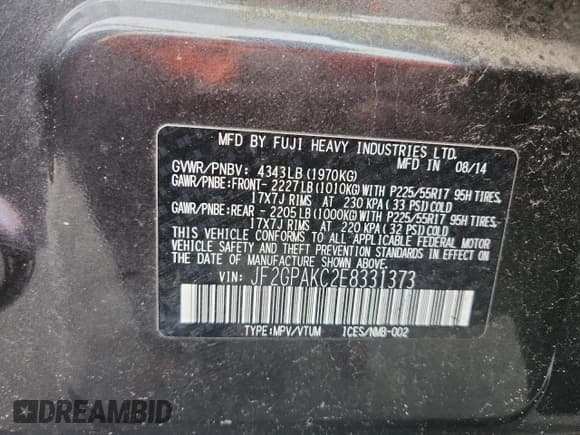 MFD BY FUJI HEAVY INDUSTRIES LTD.
GVWR/PNBV: 4343LB (1970KG) MFD IN 08/14
GAWR/PNBE:FRONT- 2227LB (1010KG) WITH P225/55R17 95H TIRES,
17X7J RIMS AT 230 KPA (33 PSI) COLD
GAWR/PNBE:REAR - 2205LB (1000KG) WITH P225/55R17 95H TIRES,
17X7J RIMS AT 220 KPA (32 PSI) COLD
THIS VEHICLE CONFORMS TO ALL APPLICABLE FEDERAL MOTOR
VEHICLE SAFETY AND THEFT PREVENTION STANDARDS IN EFFECT ON
THE DATE OF MANUFACTURE SHOWN ABOVE.
VIN: JF2GPAKC2E8331373
TYPE:MPV/VTUM ICES/NMB-002
DREAMBID